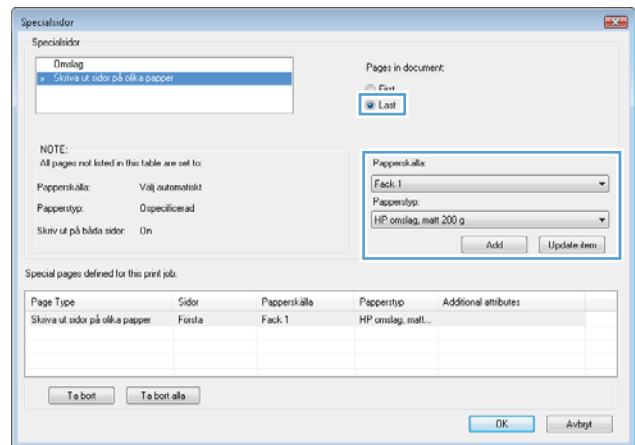 Specialsidor
Specialsidor
Omslag
» Skriva ut sidor på olika papper
Pages in document:
First
Last
NOTE:
All pages not listed in this table are set to:
Papperskälla: Välj automatiskt
Papperstyp: Ospecificerad
Skriv ut på båda sidor: On
Papperskälla:
Fack 1
Papperstyp:
HP omslag, matt 200 g
Add Update item
Special pages defined for this print job:
Page Type Sidor Papperskälla Papperstyp Additional attributes
Skriva ut sidor på olika papper Första Fack 1 HP omslag, matt...
Ta bort Ta bort alla
OK Avbryt